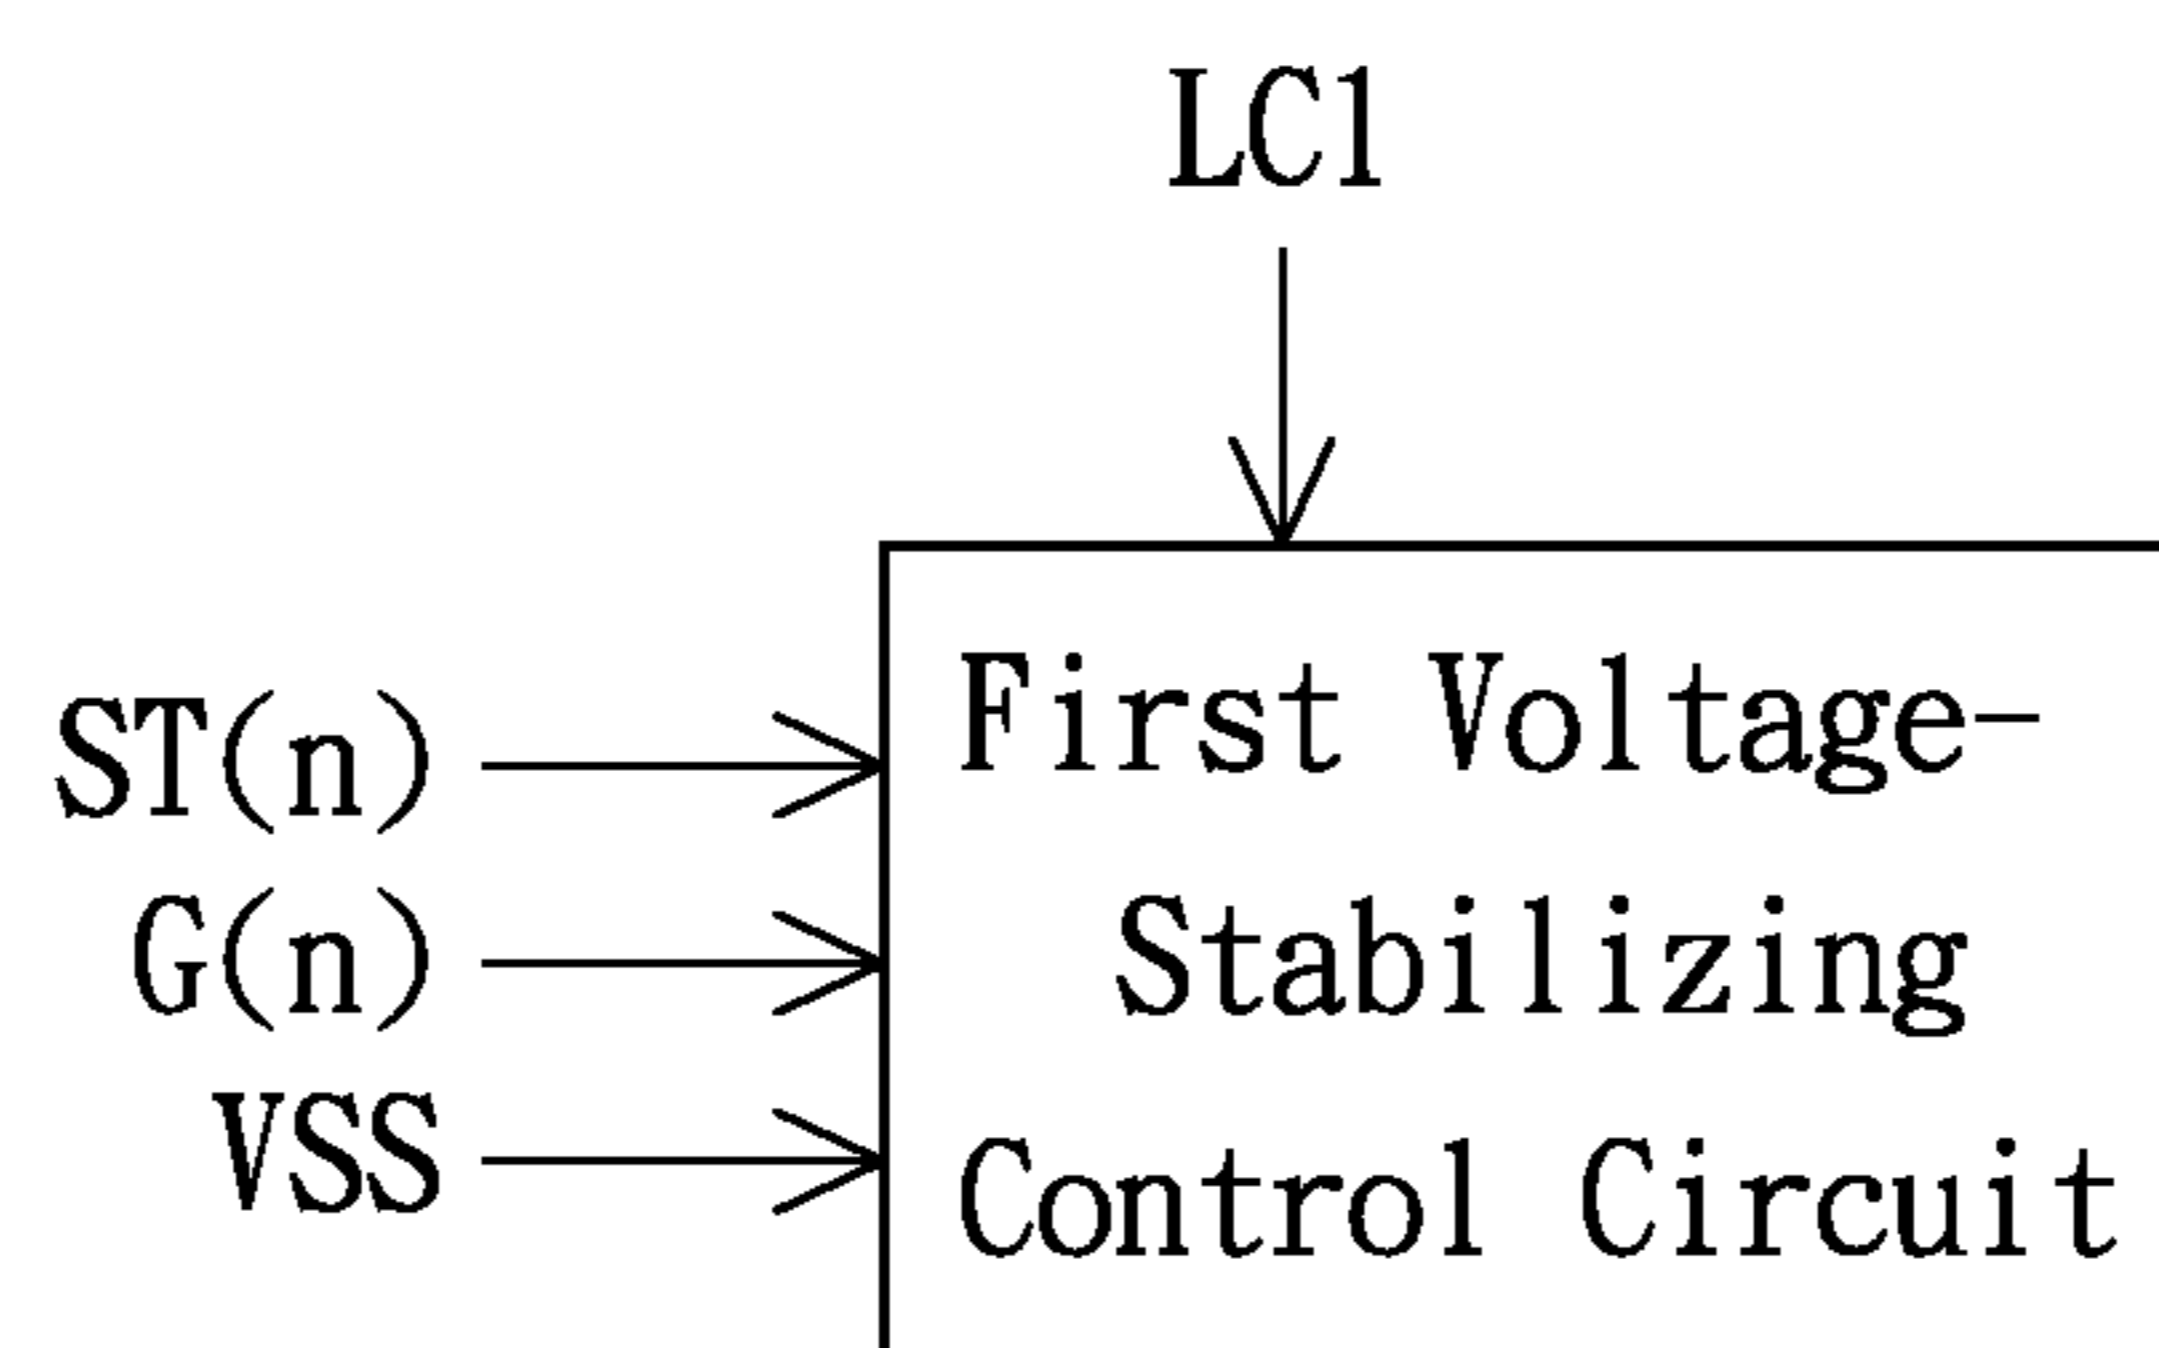 LC1
ST(n)
G(n)
VSS
First Voltage-
Stabilizing
Control Circuit